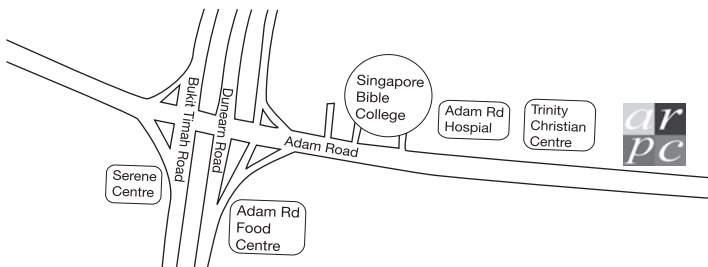 Singapore
Bible
College
Adam Rd
Hospial
Trinity
Christian
Centre
ar
pc
Bukit Timah Road
Dunearn Road
Adam Road
Serene
Centre
Adam Rd
Food
Centre